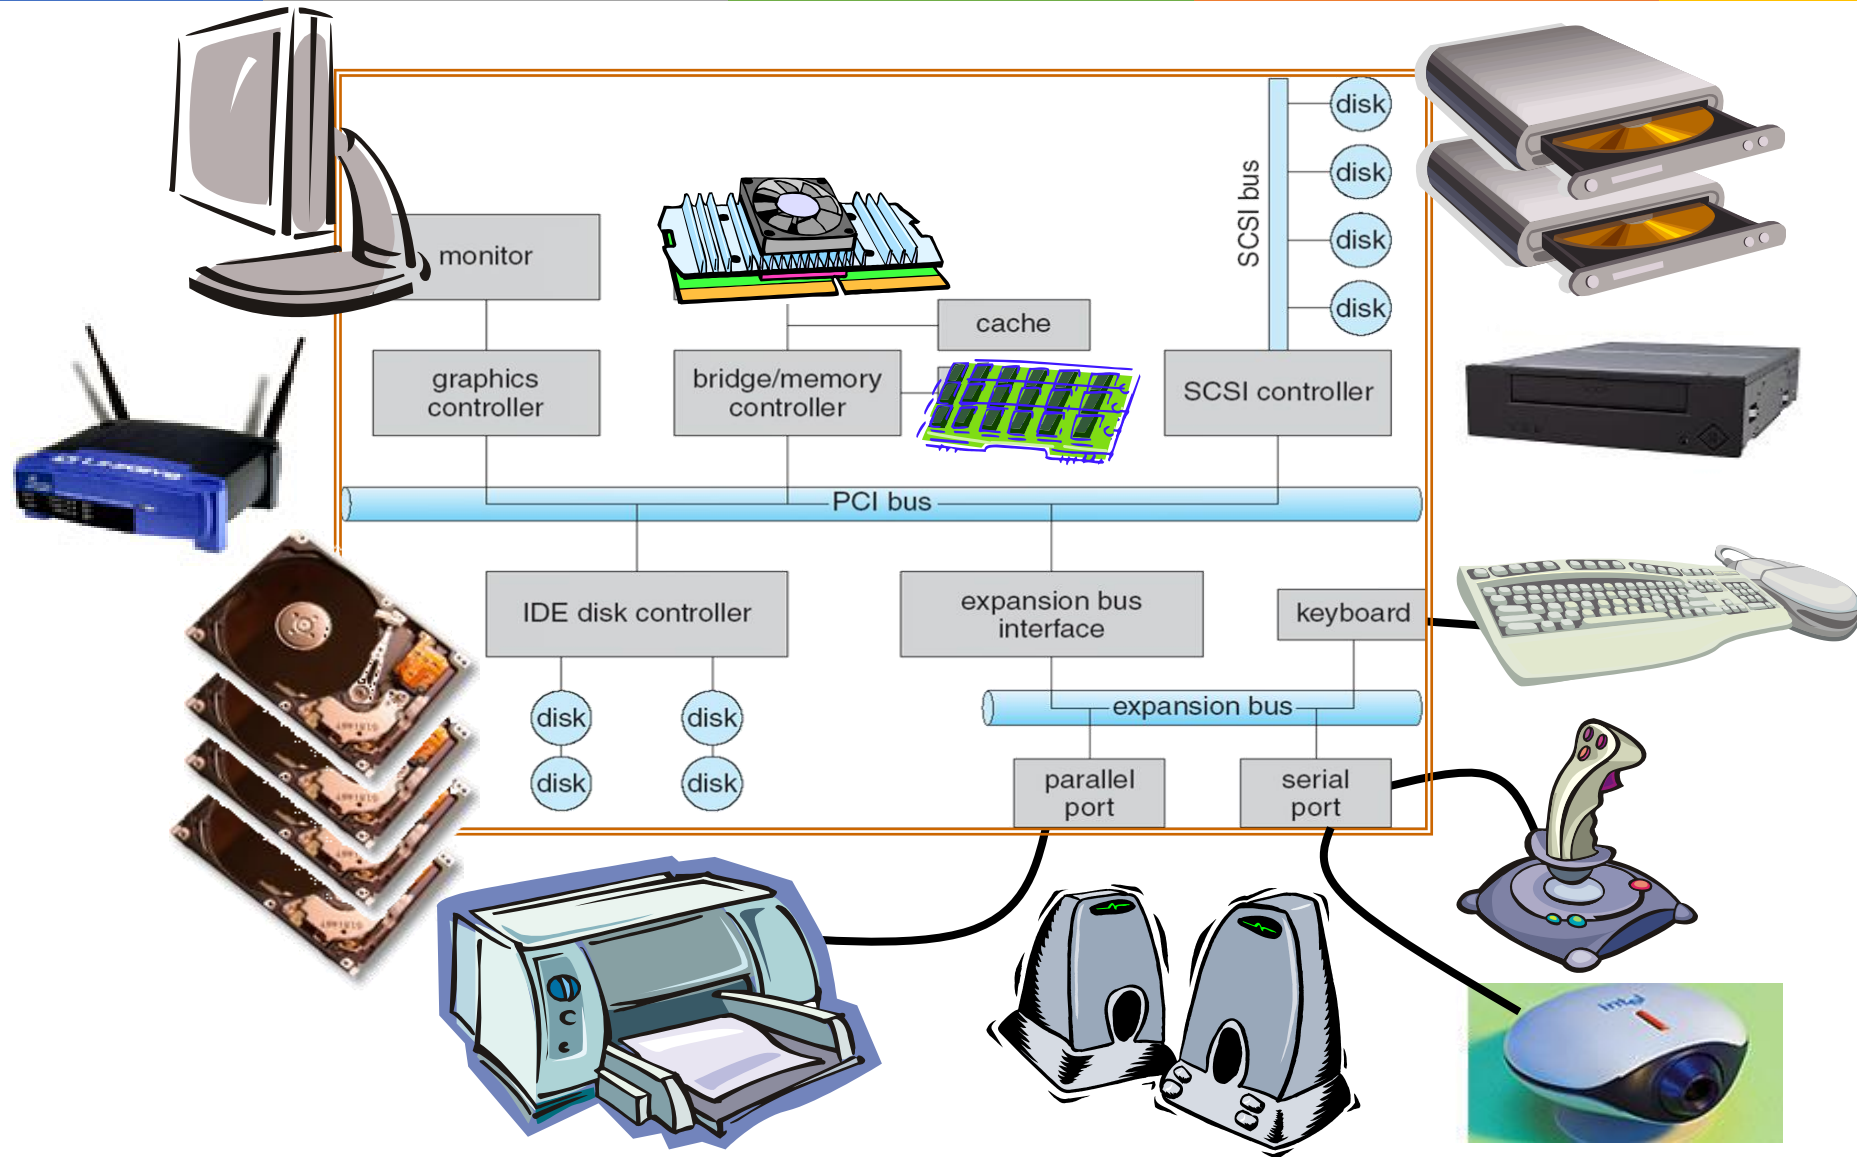 disk
disk
SCSI bus
disk
monitor
disk
cache
graphics
controller
bridge/memory
controller
SCSI controller
PCI bus
IDE disk controller
expansion bus
interface
keyboard
disk
disk
expansion bus
disk
disk
parallel
port
serial
port
intel